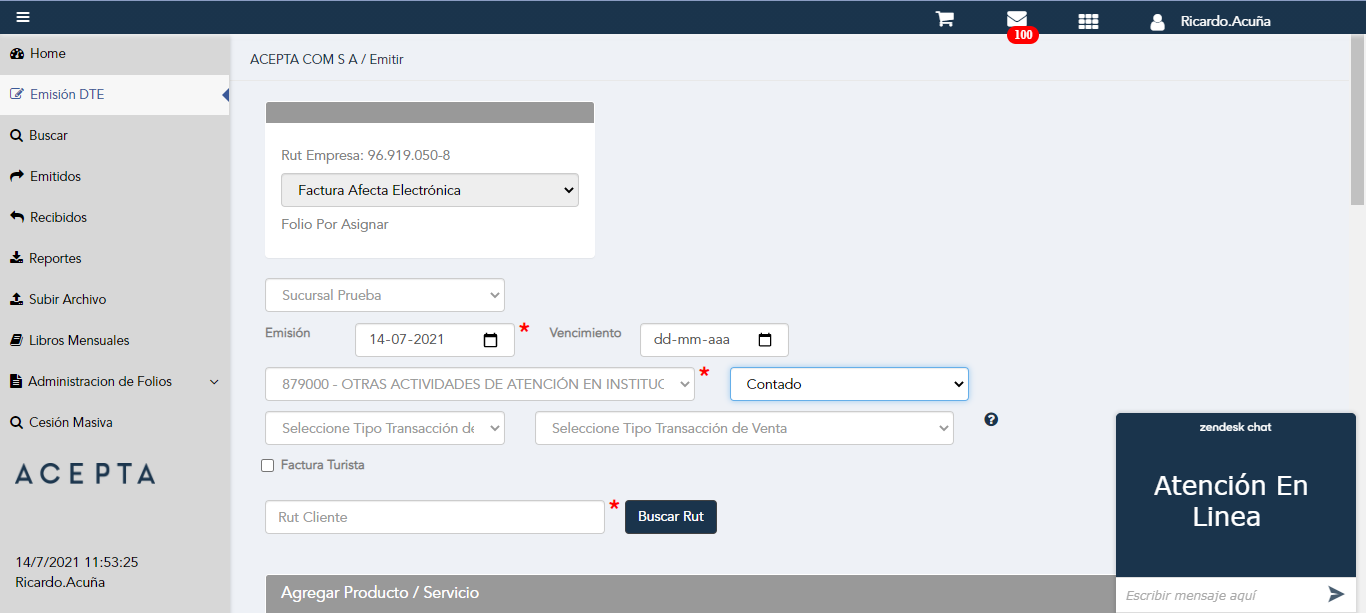 100
Ricardo.Acuña
Home
Emisión DTE
Buscar
Emitidos
Recibidos
Reportes
Subir Archivo
Libros Mensuales
Administracion de Folios
Cesión Masiva
ACEPTA
14/7/2021 11:53:25
Ricardo.Acuña
ACEPTA COM S A / Emitir
Rut Empresa: 96.919.050-8
Factura Afecta Electrónica
Folio Por Asignar
Sucursal Prueba
Emisión 14-07-2021 * Vencimiento dd-mm-aaa
879000 - OTRAS ACTIVIDADES DE ATENCIÓN EN INSTITUC * Contado
Seleccione Tipo Transacción de Seleccione Tipo Transacción de Venta ?
Factura Turista
Rut Cliente * Buscar Rut
Agregar Producto / Servicio
zendesk chat
Atención En
Linea
Escribir mensaje aquí